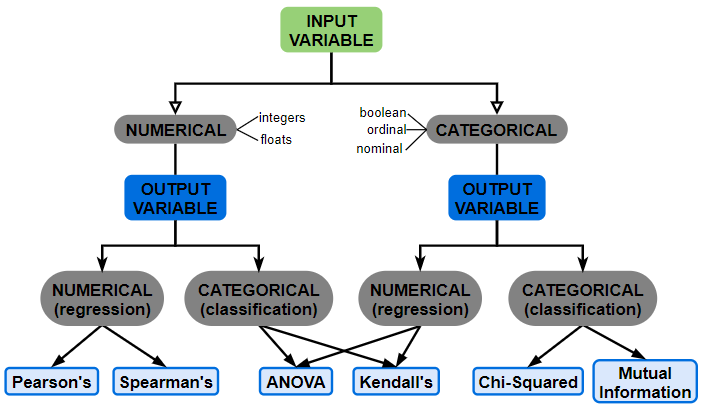 INPUT
VARIABLE
NUMERICAL
integers
floats
boolean
ordinal
nominal
CATEGORICAL
OUTPUT
VARIABLE
OUTPUT
VARIABLE
NUMERICAL
(regression)
CATEGORICAL
(classification)
NUMERICAL
(regression)
CATEGORICAL
(classification)
Pearson's
Spearman's
ANOVA
Kendall's
Chi-Squared
Mutual
Information